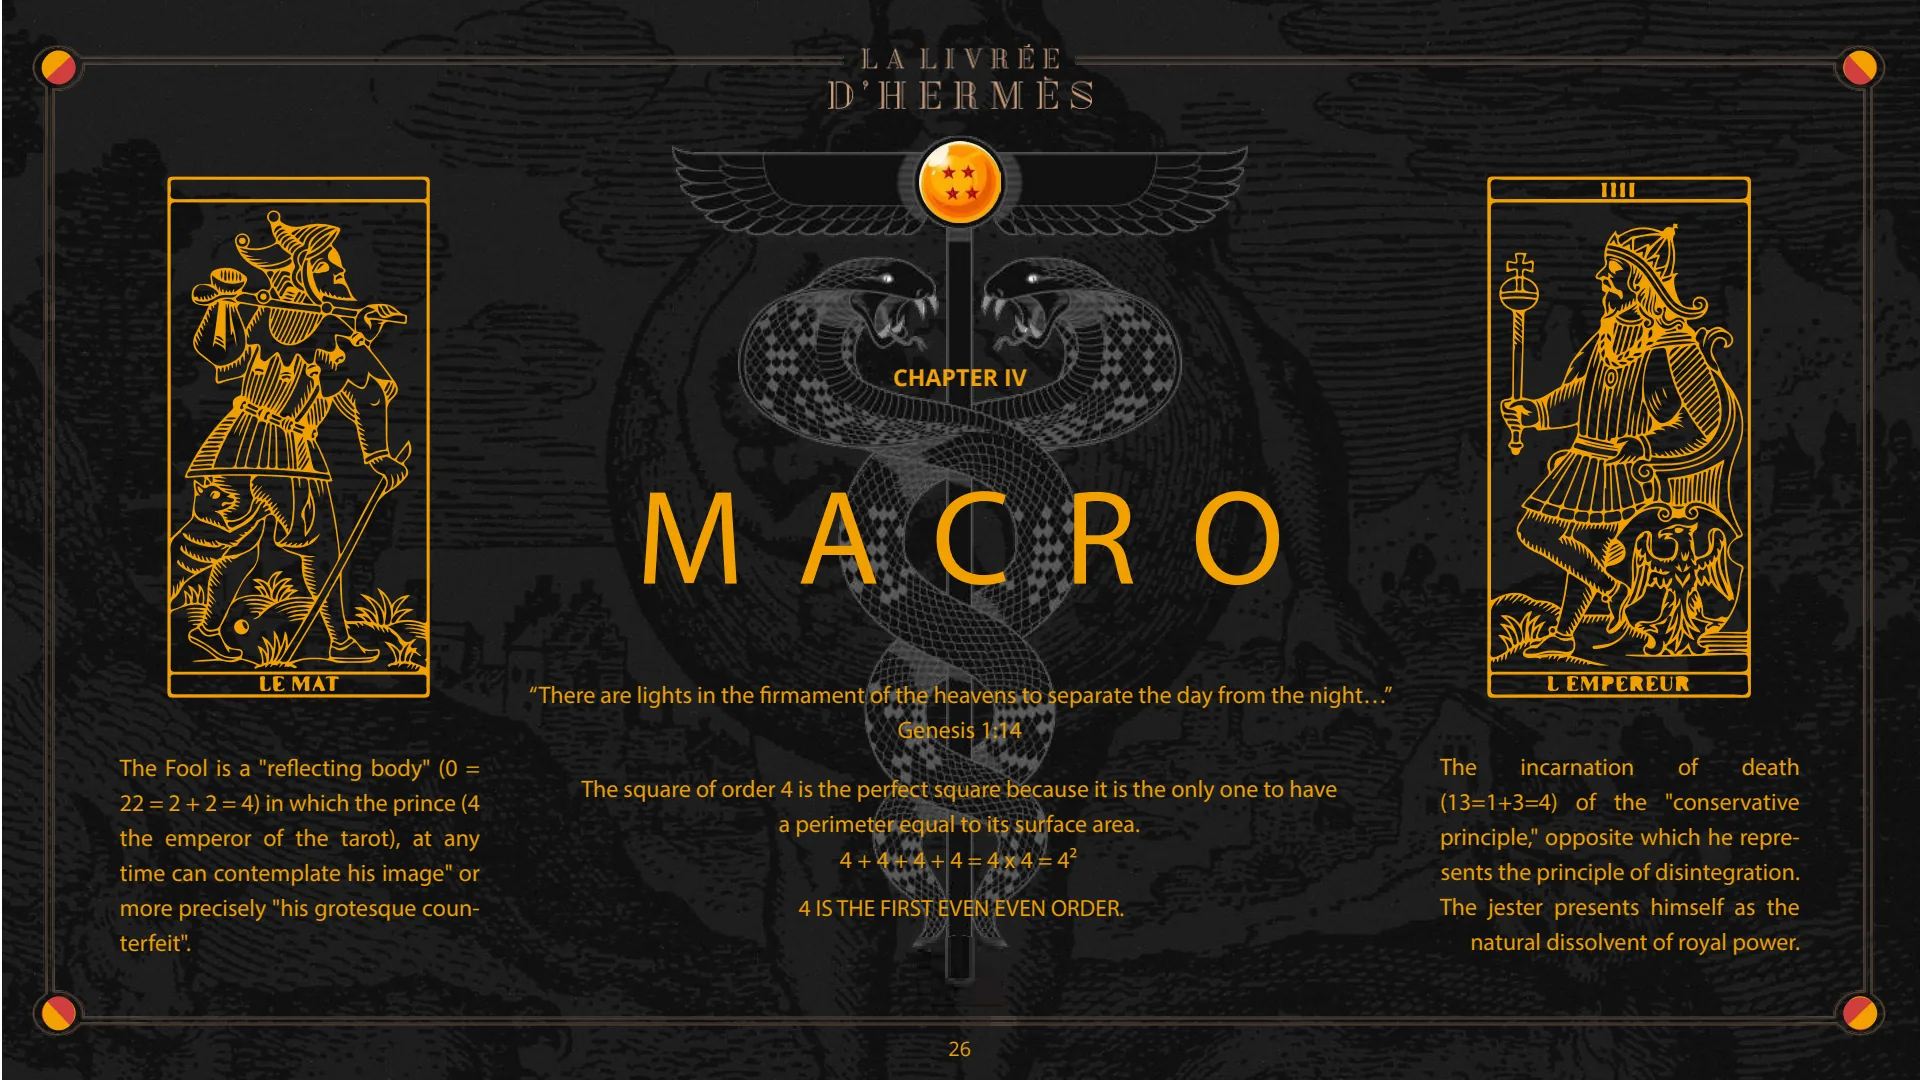 LA LIVRÉE
D'HERMÈS
IIII
CHAPTER IV
MACRO
LE MAT
L EMPEREUR
“There are lights in the firmament of the heavens to separate the day from the night…”
Genesis 1:14
The Fool is a "reflecting body" (0 =
22 = 2 + 2 = 4) in which the prince (4
the emperor of the tarot), at any
time can contemplate his image" or
more precisely "his grotesque coun-
terfeit".
The square of order 4 is the perfect square because it is the only one to have
a perimeter equal to its surface area.
4 + 4 + 4 + 4 = 4 x 4 = 4²
4 IS THE FIRST EVEN EVEN ORDER.
The incarnation of death
(13=1+3=4) of the "conservative
principle," opposite which he repre-
sents the principle of disintegration.
The jester presents himself as the
natural dissolvent of royal power.
26